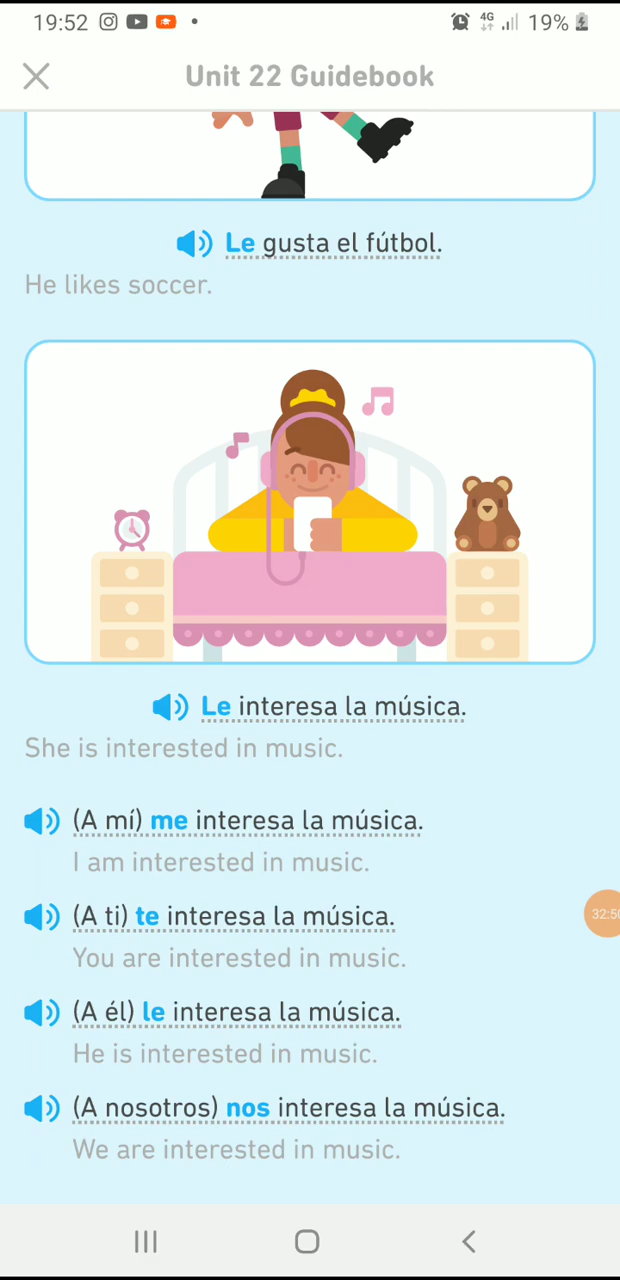 19:52
4G
19%
Unit 22 Guidebook
Le gusta el fútbol.
He likes soccer.
Le interesa la música.
She is interested in music.
(A mí) me interesa la música.
I am interested in music.
(A ti) te interesa la música.
You are interested in music.
32:50
(A él) le interesa la música.
He is interested in music.
(A nosotros) nos interesa la música.
We are interested in music.